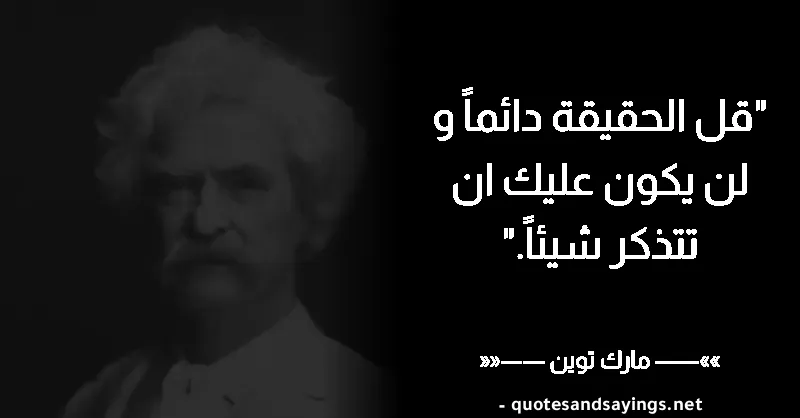 "قل الحقيقة دائماً و
لن يكون عليك ان
تتذكر شيئاً."
»—— مارك توين ——««
- quotesandsayings.net